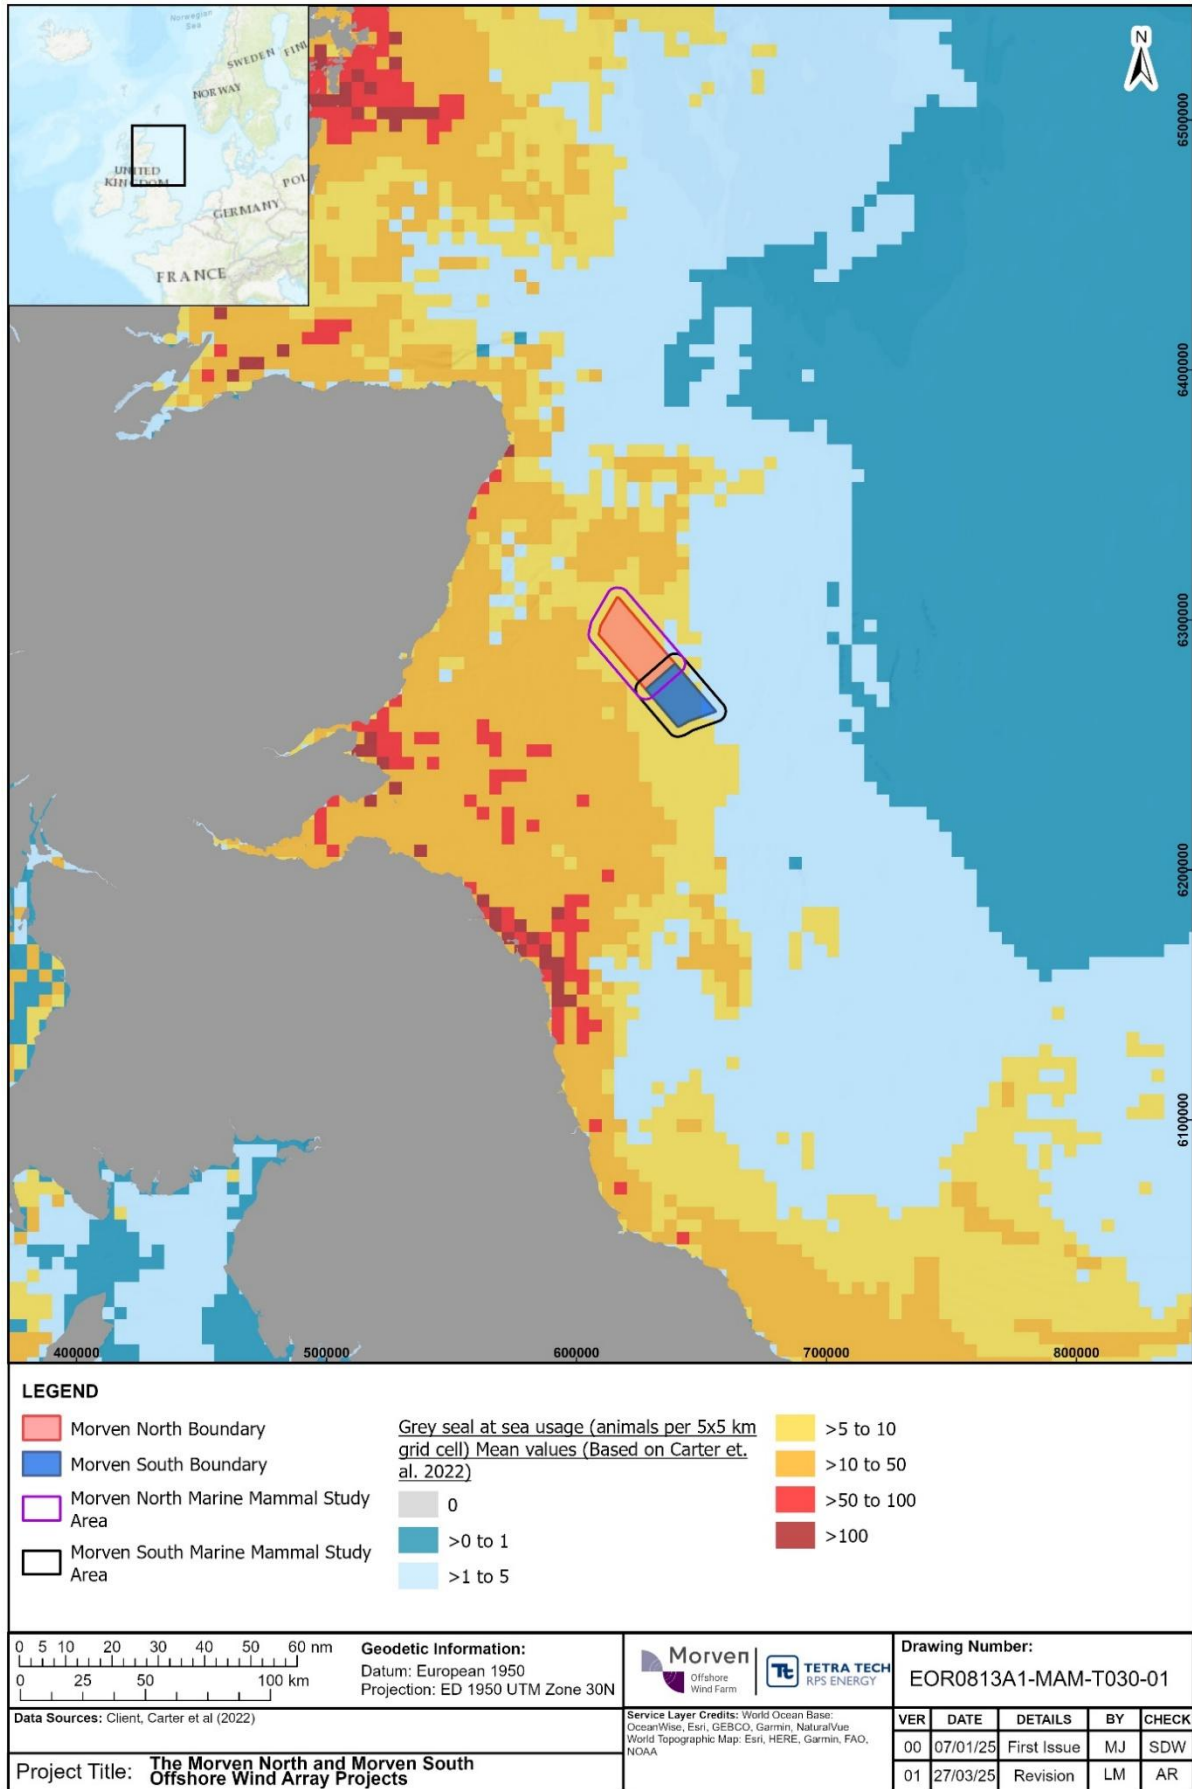 Norwegian
Sea
SWEDEN
FINL
NORWAY
UNITED
KINGDOM
POL
GERMANY
FRANCE
N
6500000
6400000
6300000
6200000
6100000
400000
500000
600000
700000
800000
LEGEND
Morven North Boundary
Morven South Boundary
Morven North Marine Mammal Study
Area
Morven South Marine Mammal Study
Area
Grey seal at sea usage (animals per 5x5 km
grid cell) Mean values (Based on Carter et.
al. 2022)
0
>0 to 1
>1 to 5
>5 to 10
>10 to 50
>50 to 100
>100
0 5 10 20 30 40 50 60 nm
0 25 50 100 km
Geodetic Information:
Datum: European 1950
Projection: ED 1950 UTM Zone 30N
Morven
Offshore
Wind Farm
Tt
TETRA TECH
RPS ENERGY
Drawing Number:
EOR0813A1-MAM-T030-01
Data Sources: Client, Carter et al (2022)
Service Layer Credits: World Ocean Base:
OceanWise, Esri, GEBCO, Garmin, NaturalVue
World Topographic Map: Esri, HERE, Garmin, FAO,
NOAA
VER DATE DETAILS BY CHECK
00 07/01/25 First Issue MJ SDW
01 27/03/25 Revision LM AR
Project Title: The Morven North and Morven South
Offshore Wind Array Projects